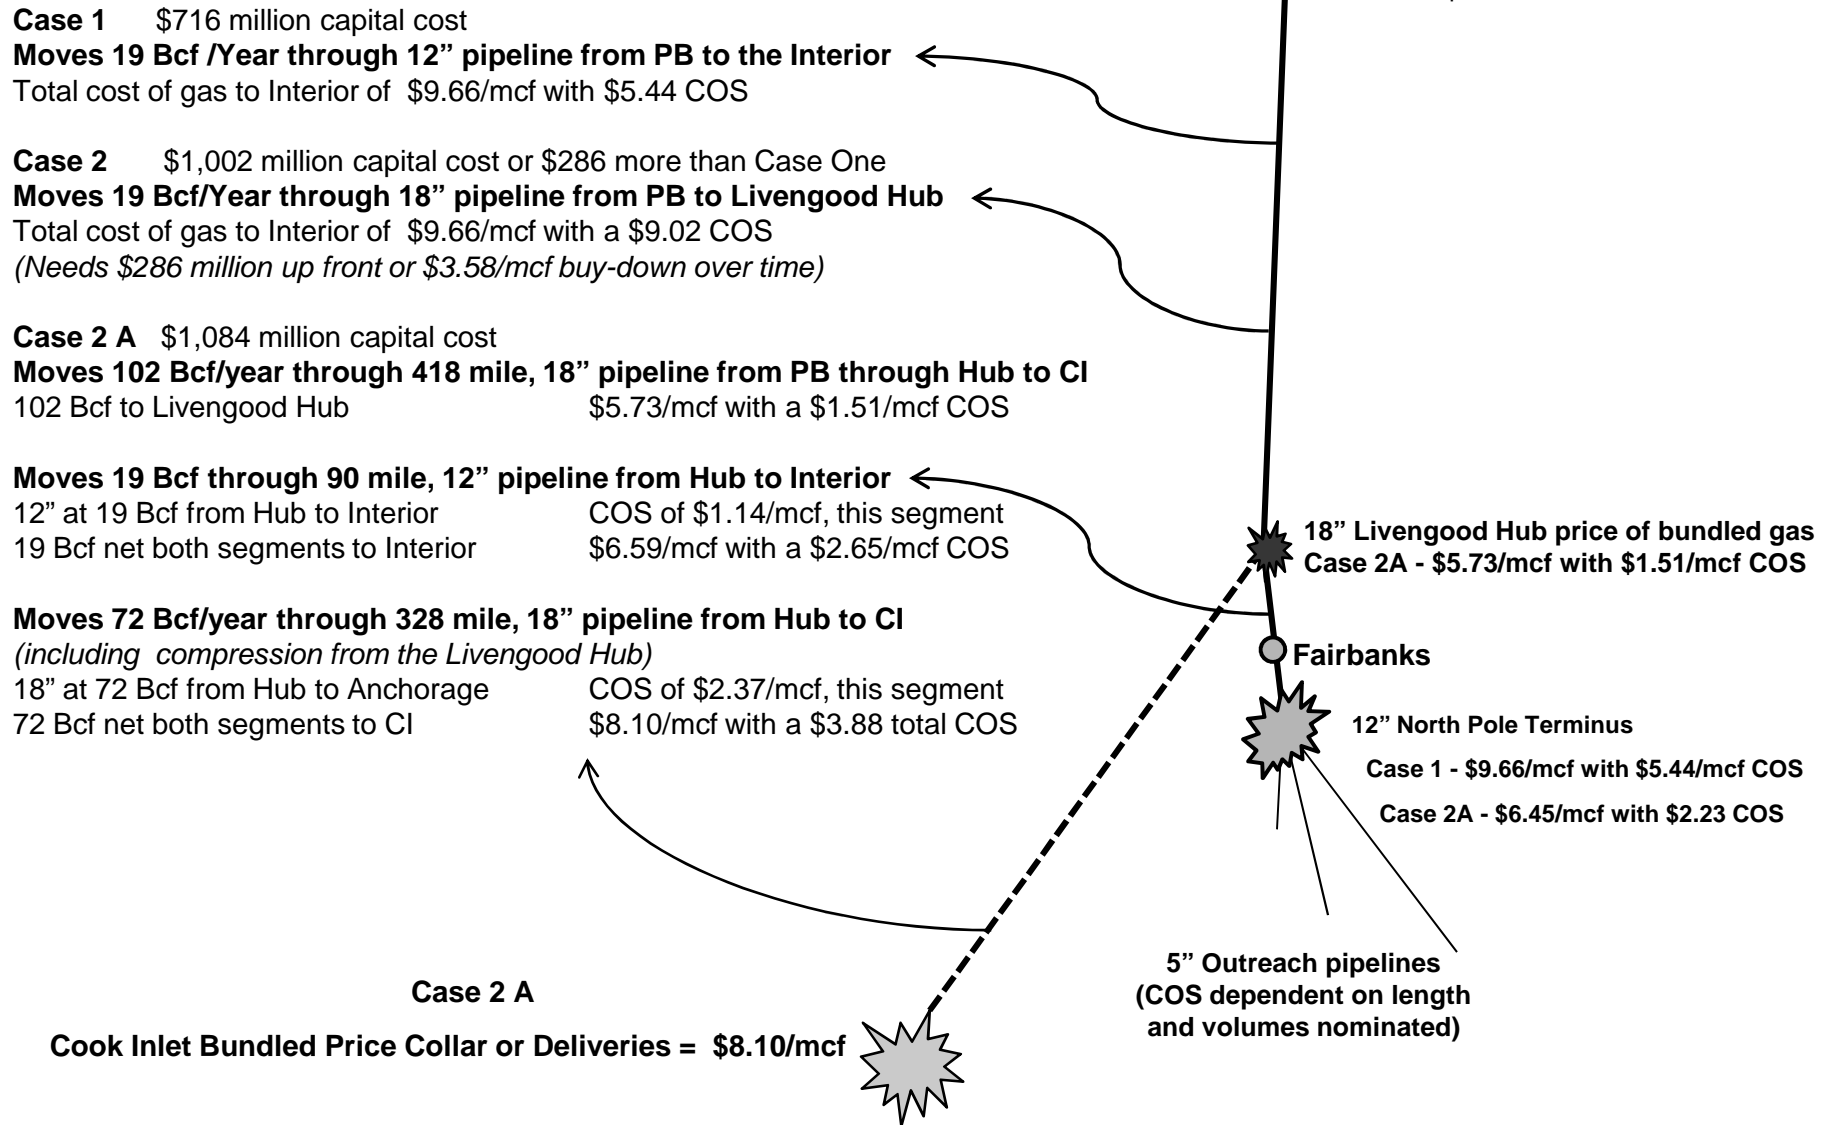 Case 1 $716 million capital cost
Moves 19 Bcf /Year through 12” pipeline from PB to the Interior
Total cost of gas to Interior of $9.66/mcf with $5.44 COS
Case 2 $1,002 million capital cost or $286 more than Case One
Moves 19 Bcf/Year through 18” pipeline from PB to Livengood Hub
Total cost of gas to Interior of $9.66/mcf with a $9.02 COS
(Needs $286 million up front or $3.58/mcf buy-down over time)
Case 2 A $1,084 million capital cost
Moves 102 Bcf/year through 418 mile, 18” pipeline from PB through Hub to CI
102 Bcf to Livengood Hub $5.73/mcf with a $1.51/mcf COS
Moves 19 Bcf through 90 mile, 12” pipeline from Hub to Interior
12” at 19 Bcf from Hub to Interior COS of $1.14/mcf, this segment
19 Bcf net both segments to Interior $6.59/mcf with a $2.65/mcf COS
Moves 72 Bcf/year through 328 mile, 18” pipeline from Hub to CI
(including compression from the Livengood Hub)
18” at 72 Bcf from Hub to Anchorage COS of $2.37/mcf, this segment
72 Bcf net both segments to CI $8.10/mcf with a $3.88 total COS
18” Livengood Hub price of bundled gas
Case 2A - $5.73/mcf with $1.51/mcf COS
Fairbanks
12” North Pole Terminus
Case 1 - $9.66/mcf with $5.44/mcf COS
Case 2A - $6.45/mcf with $2.23 COS
5” Outreach pipelines
(COS dependent on length
and volumes nominated)
Case 2 A
Cook Inlet Bundled Price Collar or Deliveries = $8.10/mcf